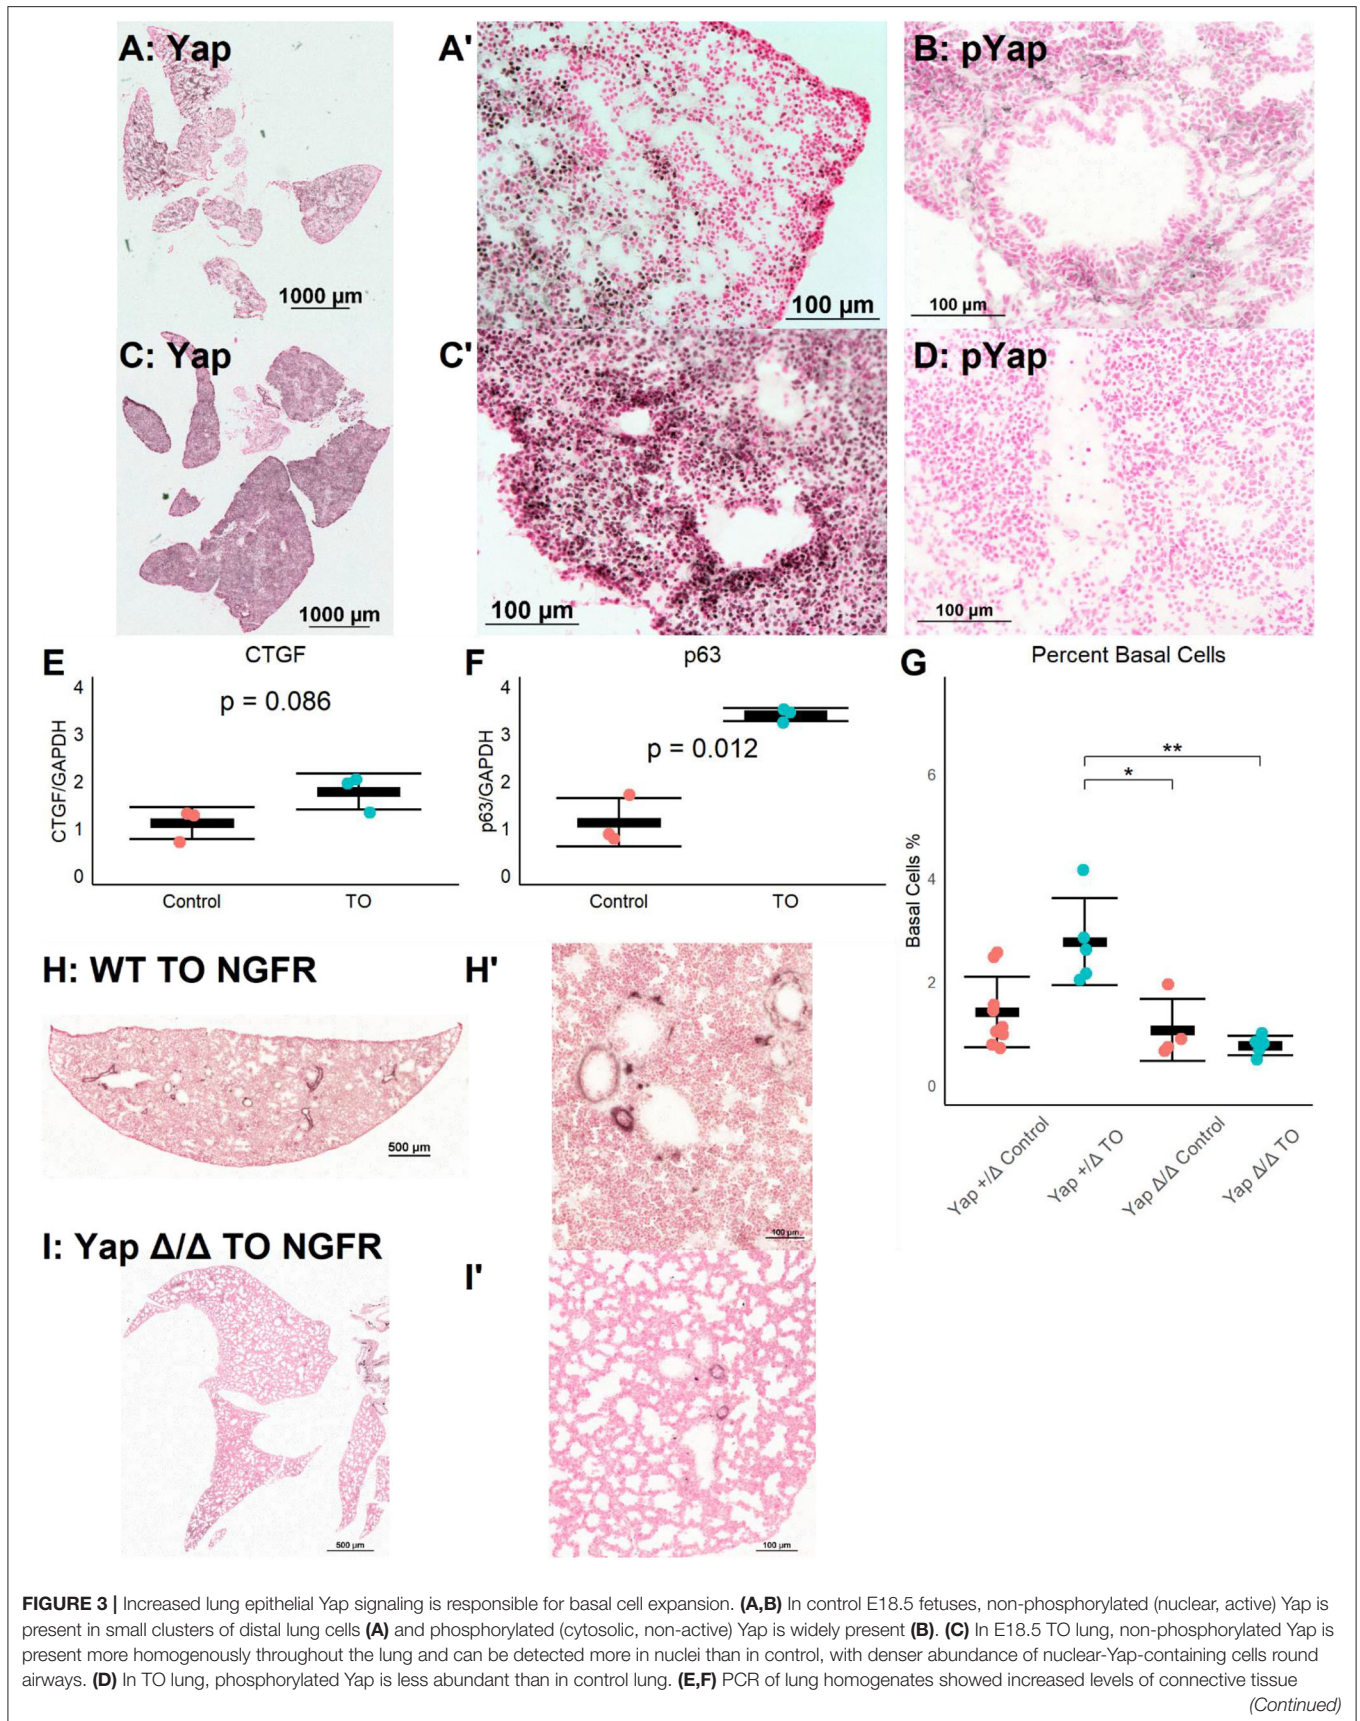 A: Yap
A'
B: pYap
1000 µm
100 µm
100 µm
C: Yap
C'
D: pYap
1000 µm
100 µm
100 µm
E
CTGF
4
3
2
1
0
CTGF/GAPDH
p = 0.086
Control
TO
F
p63
4
3
2
1
0
p63/GAPDH
p = 0.012
Control
TO
G
Percent Basal Cells
6
4
2
0
Basal Cells %
**
*
Yap +/Δ Control
Yap +/Δ TO
Yap Δ/Δ Control
Yap Δ/Δ TO
H: WT TO NGFR
H'
500 µm
100 µm
I: Yap Δ/Δ TO NGFR
I'
500 µm
100 µm
FIGURE 3 | Increased lung epithelial Yap signaling is responsible for basal cell expansion. (A,B) In control E18.5 fetuses, non-phosphorylated (nuclear, active) Yap is
present in small clusters of distal lung cells (A) and phosphorylated (cytosolic, non-active) Yap is widely present (B). (C) In E18.5 TO lung, non-phosphorylated Yap is
present more homogenously throughout the lung and can be detected more in nuclei than in control, with denser abundance of nuclear-Yap-containing cells round
airways. (D) In TO lung, phosphorylated Yap is less abundant than in control lung. (E,F) PCR of lung homogenates showed increased levels of connective tissue
(Continued)